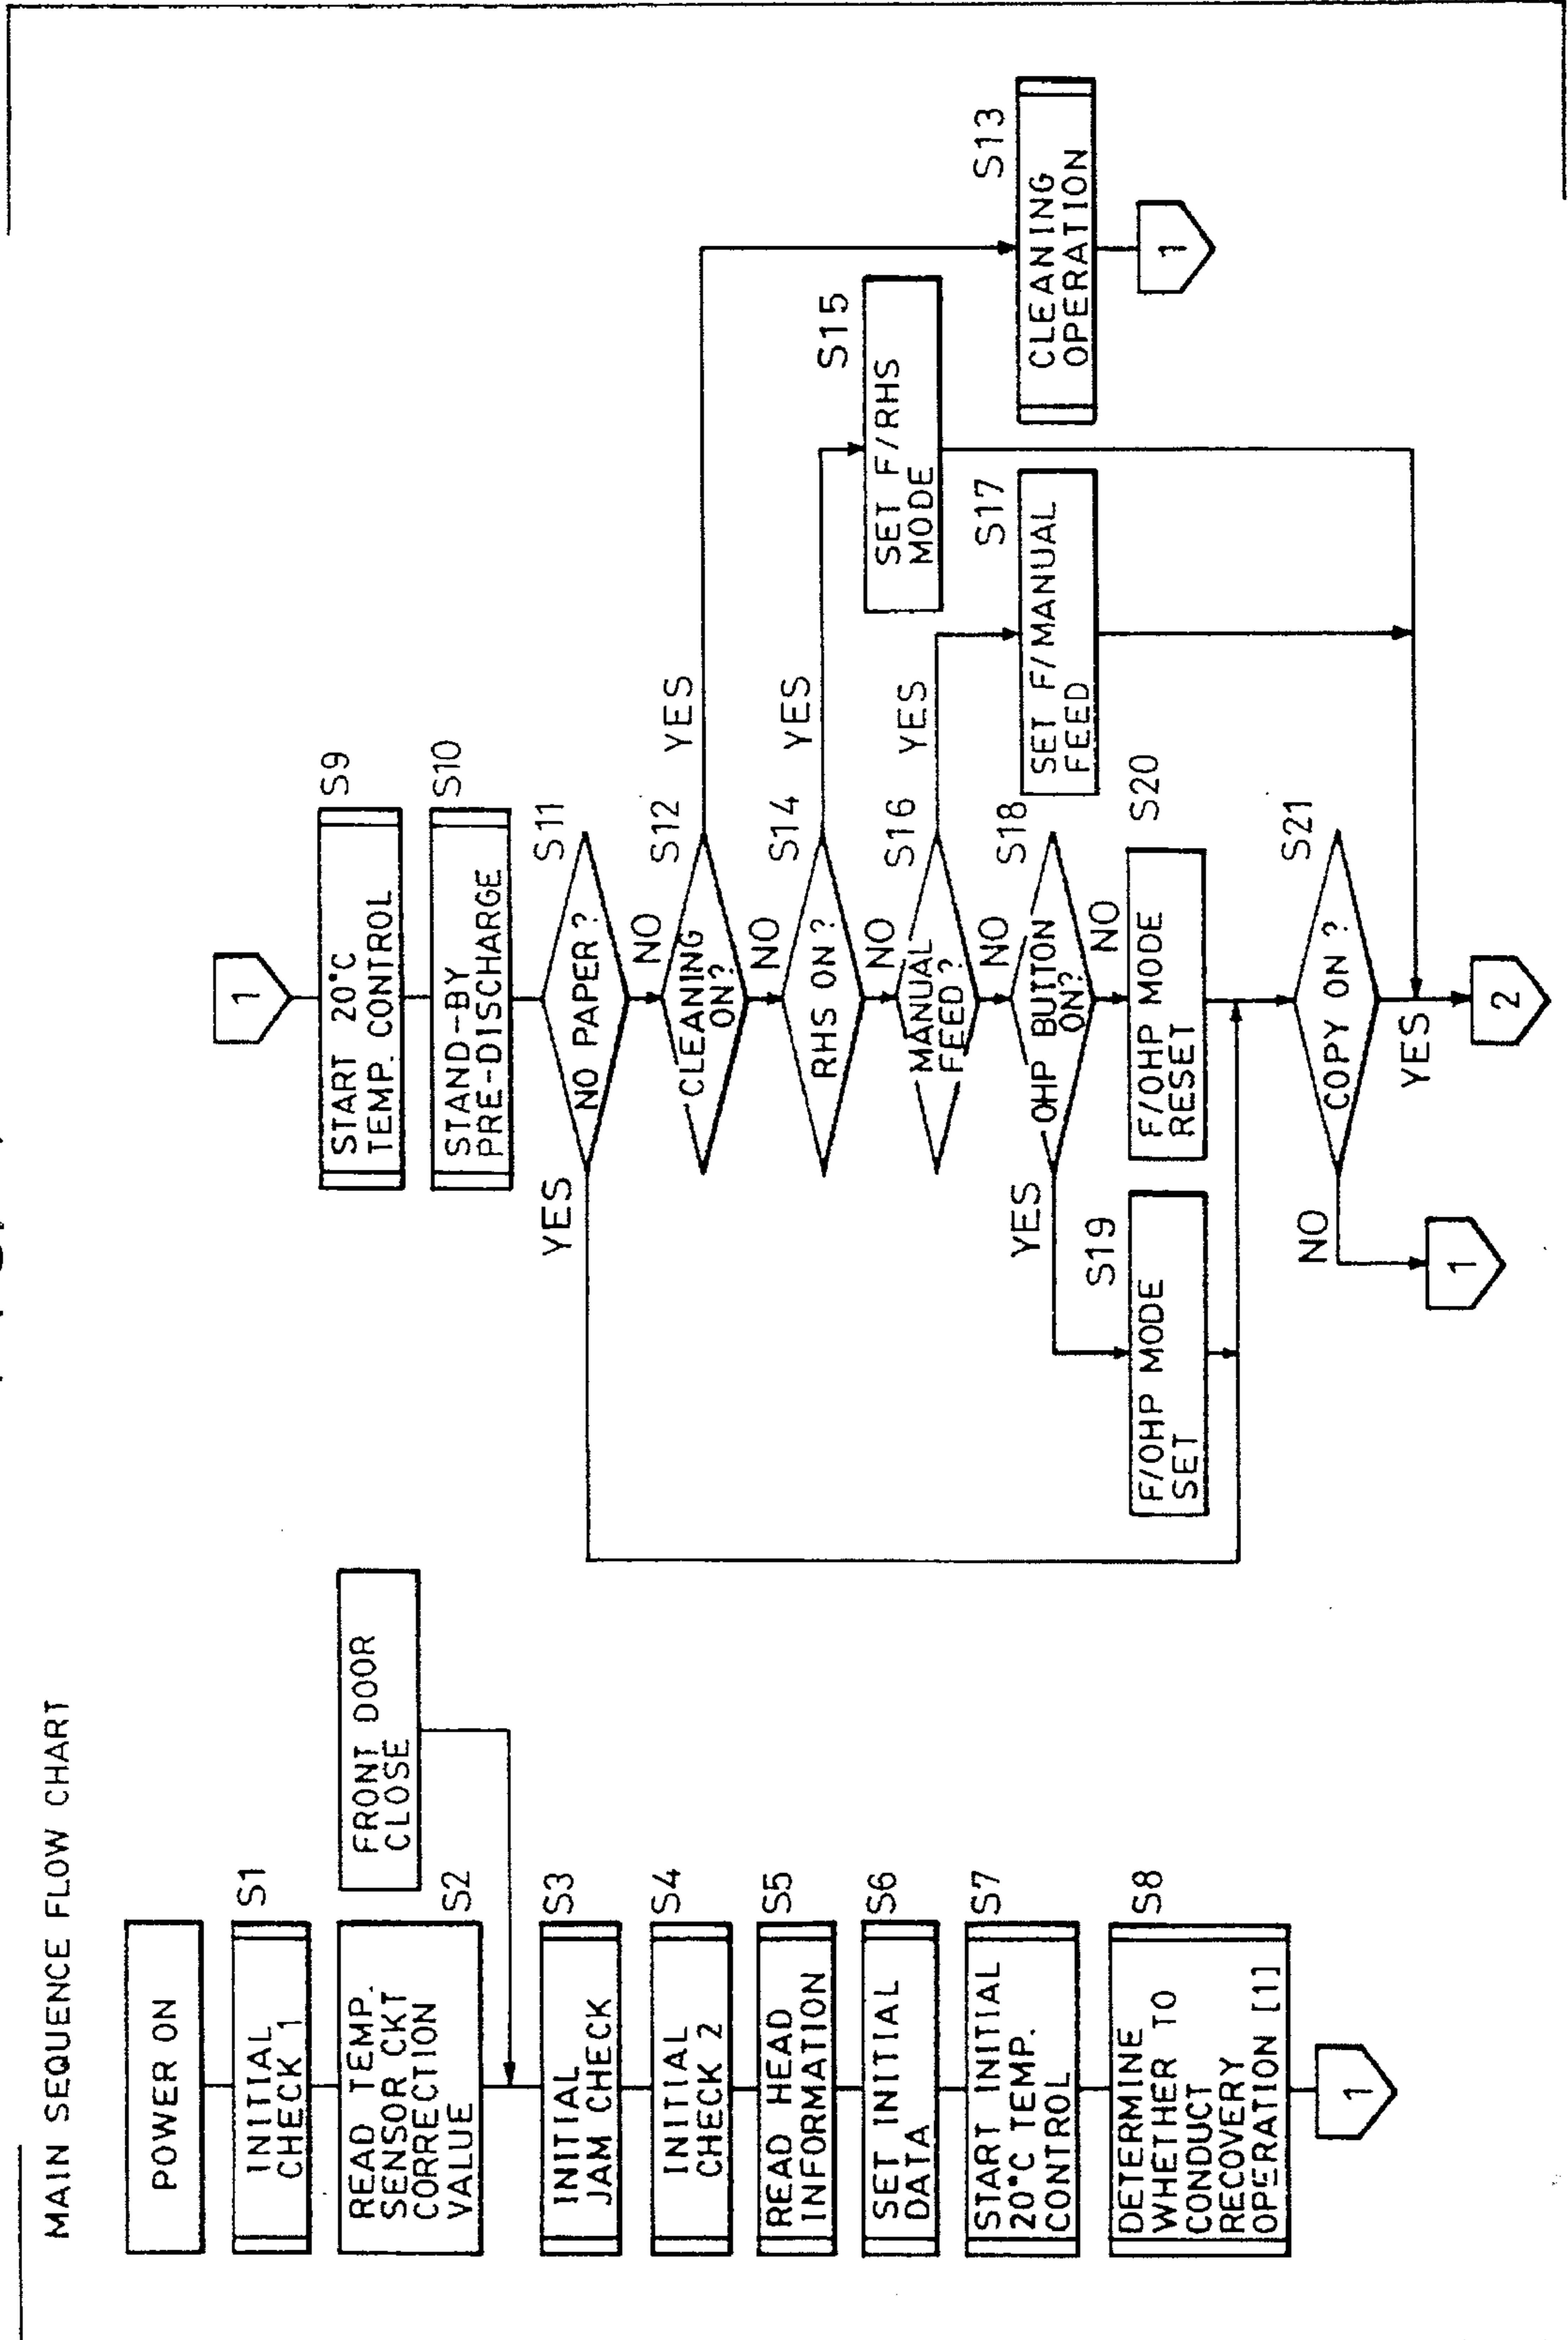 MAIN SEQUENCE FLOW CHART
POWER ON
S1
INITIAL
CHECK 1
READ TEMP.
SENSOR CKT
CORRECTION
VALUE
S2
FRONT DOOR
CLOSE
S3
INITIAL
JAM CHECK
S4
INITIAL
CHECK 2
S5
READ HEAD
INFORMATION
S6
SET INITIAL
DATA
S7
START INITIAL
20°C TEMP.
CONTROL
S8
DETERMINE
WHETHER TO
CONDUCT
RECOVERY
OPERATION [1]
1
1
S9
START 20°C
TEMP. CONTROL
S10
STAND-BY
PRE-DISCHARGE
S11
NO PAPER ?
YES
NO
S12
CLEANING
ON?
YES
NO
S13
CLEANING
OPERATION
1
S14
RHS ON ?
YES
NO
S15
SET F/RHS
MODE
S16
MANUAL
FEED ?
YES
NO
S17
SET F/MANUAL
FEED
S18
OHP BUTTON
ON?
YES
NO
S19
F/OHP MODE
SET
S20
F/OHP MODE
RESET
S21
COPY ON ?
NO
YES
1
2